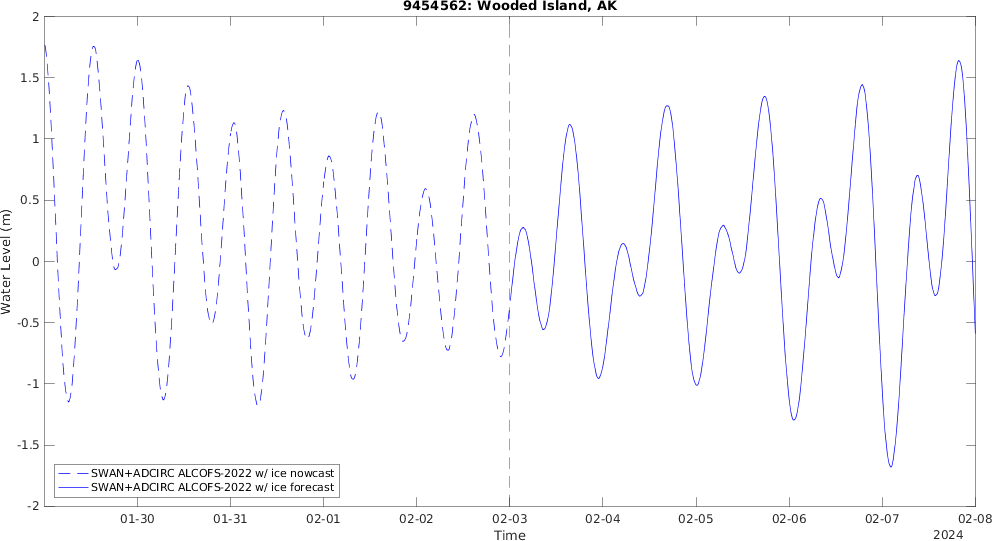 9454562: Wooded Island, AK
2
1.5
1
0.5
0
-0.5
-1
-1.5
-2
Water Level (m)
SWAN+ADCIRC ALCOFS-2022 w/ ice nowcast
SWAN+ADCIRC ALCOFS-2022 w/ ice forecast
01-30 01-31 02-01 02-02 02-03 02-04 02-05 02-06 02-07 02-08
Time
2024